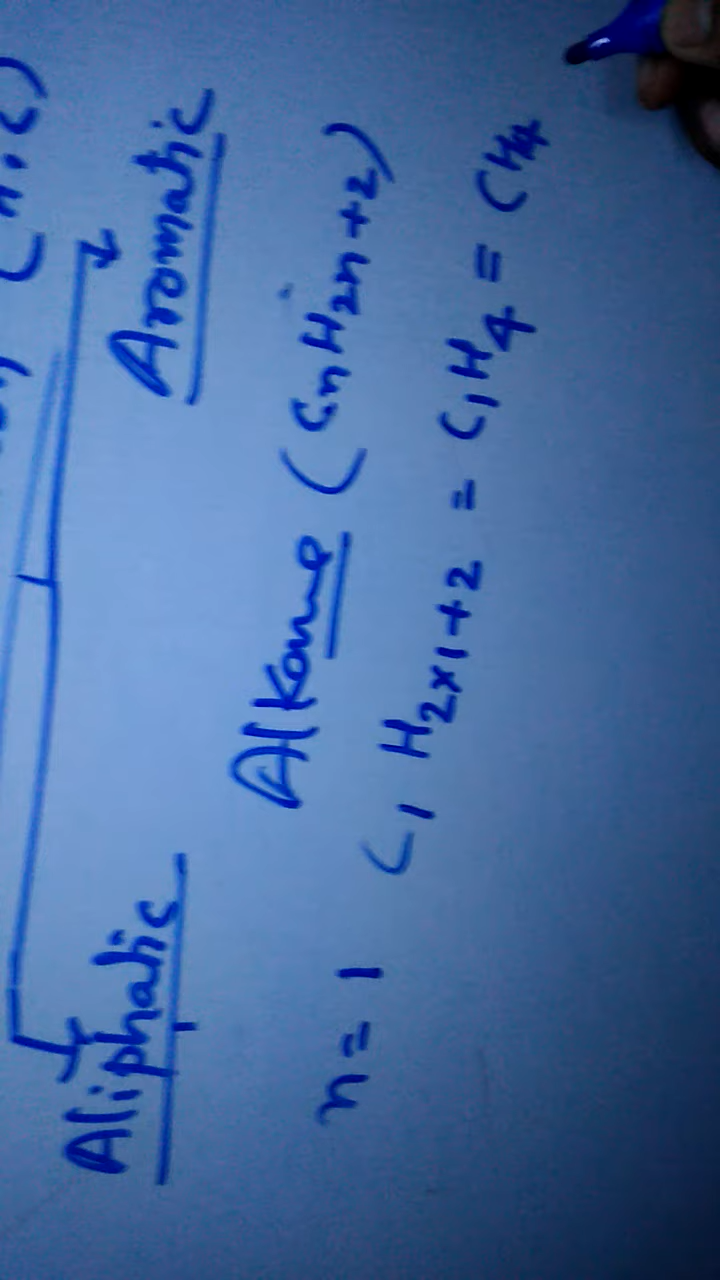 Aliphatic Aromatic
Alkane (CnH2n+2)
n=1 C1 H2x1+2 = C1H4 = CH4